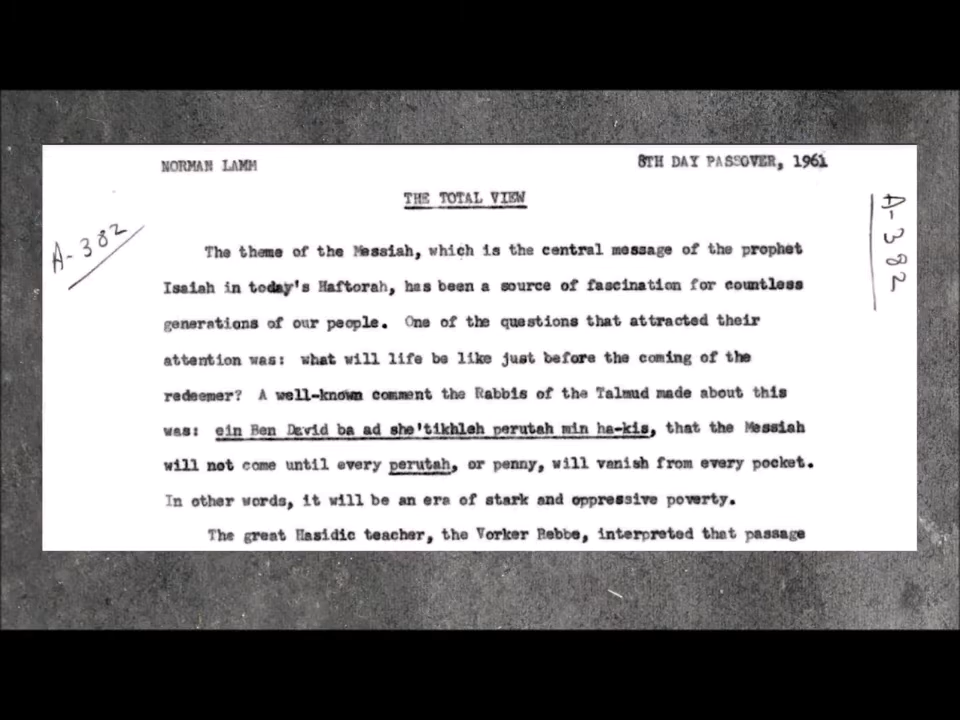 NORMAN LAMM
8TH DAY PASSOVER, 1961
THE TOTAL VIEW
A-382
A-382
The theme of the Messiah, which is the central message of the prophet
Isaiah in today's Haftorah, has been a source of fascination for countless
generations of our people. One of the questions that attracted their
attention was: what will life be like just before the coming of the
redeemer? A well-known comment the Rabbis of the Talmud made about this
was: ein Ben David ba ad she'tikhleh perutah min ha-kis, that the Messiah
will not come until every perutah, or penny, will vanish from every pocket.
In other words, it will be an era of stark and oppressive poverty.
The great Hasidic teacher, the Vorker Rebbe, interpreted that passage